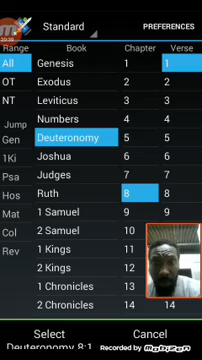 20:39
Standard
PREFERENCES
Range Book Chapter Verse
All Genesis 1 1
OT Exodus 2 2
NT Leviticus 3 3
Numbers 4 4
Jump
Gen Deuteronomy 5 5
1Ki Joshua 6 6
Psa Judges 7 7
Hos Ruth 8 8
Mat 1 Samuel 9 9
Col 2 Samuel 10
Rev 1 Kings 11
2 Kings 12
1 Chronicles 13
2 Chronicles 14 14
Select Cancel
Deuteronomy 8:1
Recorded by Mobizen